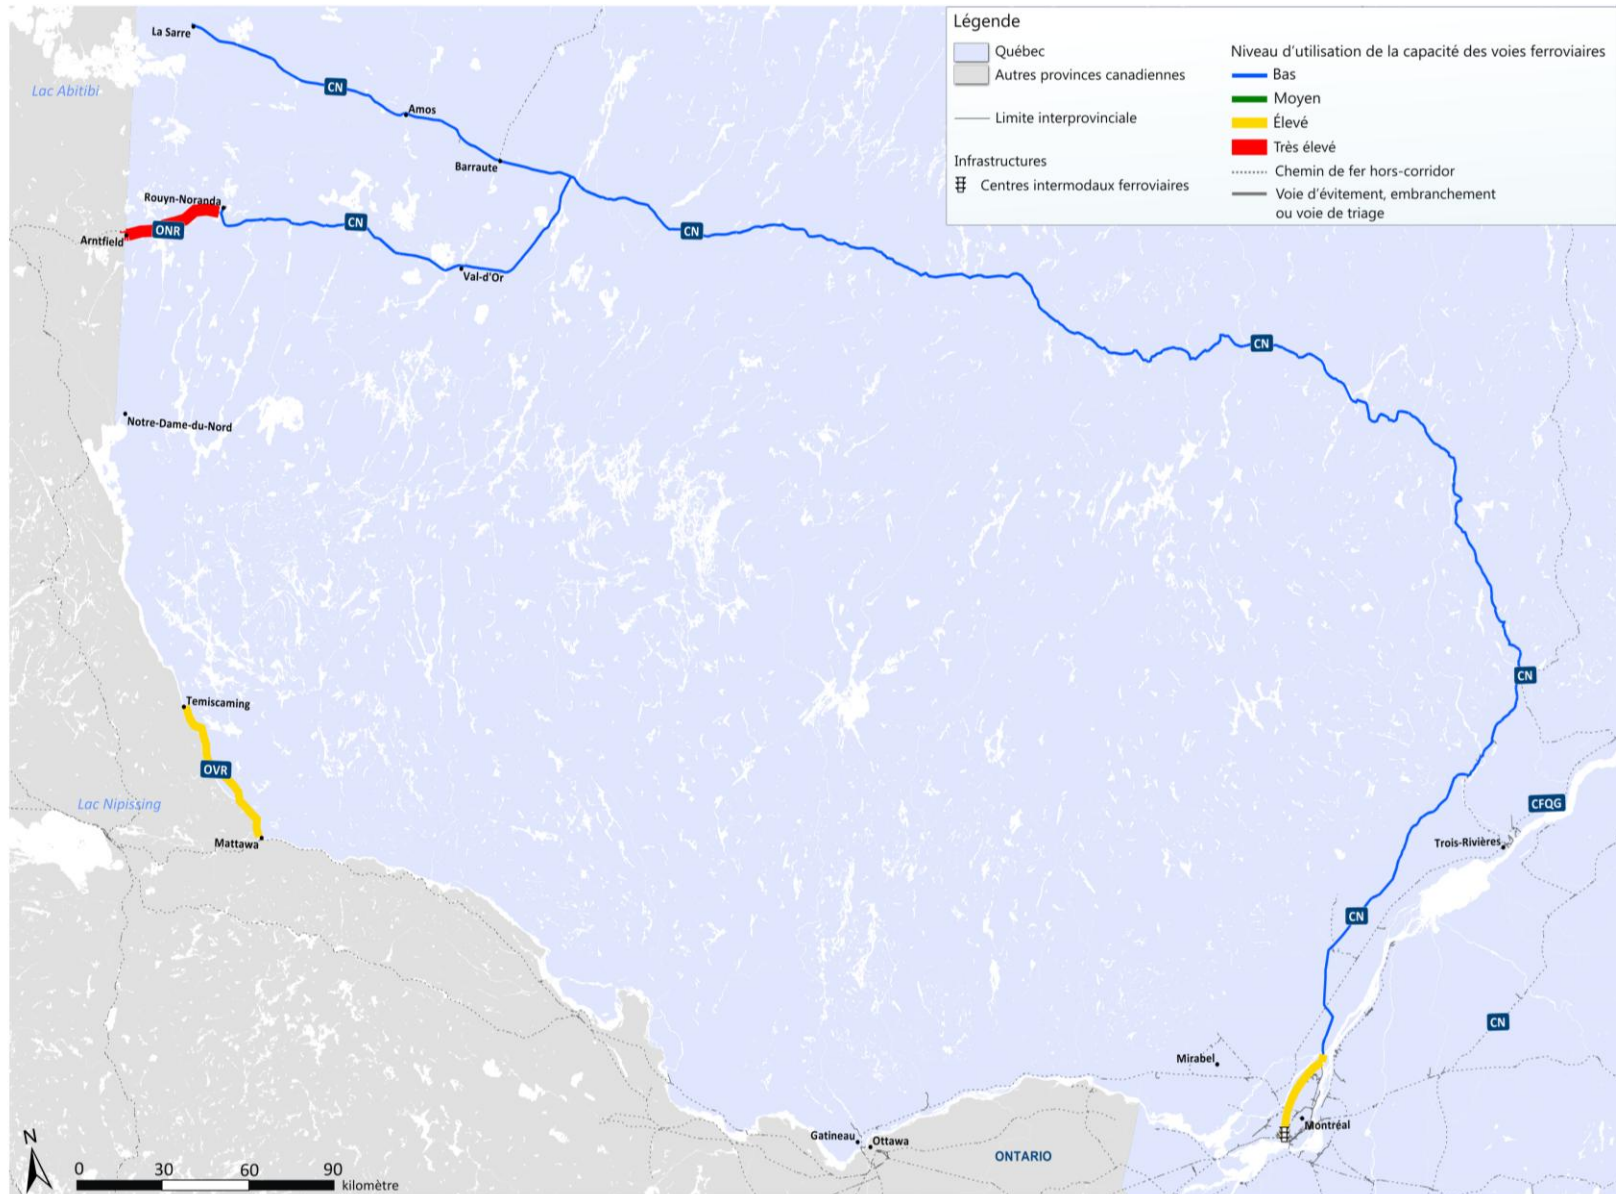 Légende
Québec
Autres provinces canadiennes
Limite interprovinciale
Infrastructures
Centres intermodaux ferroviaires
Niveau d'utilisation de la capacité des voies ferroviaires
Bas
Moyen
Élevé
Très élevé
Chemin de fer hors-corridor
Voie d'évitement, embranchement
ou voie de triage
La Sarre
Lac Abitibi
CN
Amos
Barraute
Rouyn-Noranda
CN
ONR
Arntfield
CN
Val-d'Or
CN
Notre-Dame-du-Nord
CN
Temiscaming
OVR
Lac Nipissing
CFQG
Mattawa
Trois-Rivières
CN
CN
Mirabel
Montréal
Gatineau
Ottawa
ONTARIO
N
0 30 60 90
kilomètre